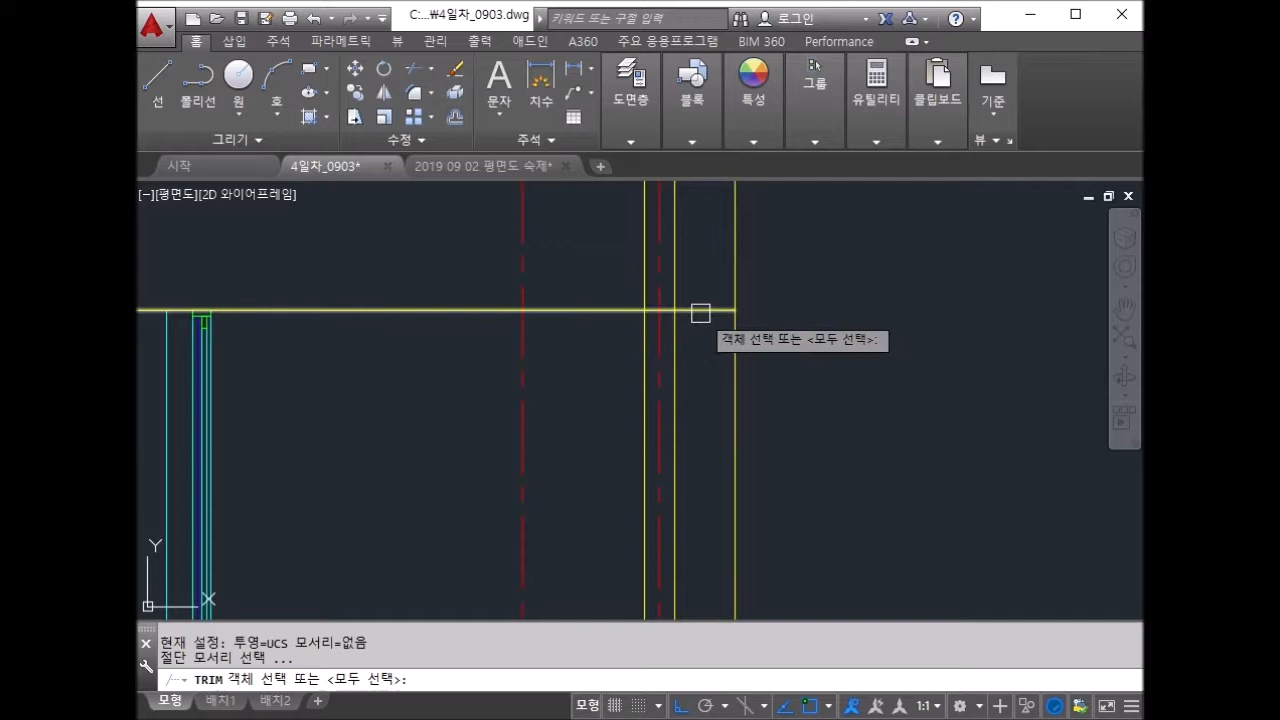 C:...₩4일차_0903.dwg
키워드 또는 구절 입력
로그인
홈 삽입 주석 파라메트릭 뷰 관리 출력 애드인 A360 주요 응용프로그램 BIM 360 Performance
선 폴리선 원 호 문자 치수 도면층 블록 특성 그룹 유틸리티 클립보드 기준
그리기 수정 주석 뷰
시작 4일차_0903* 2019 09 02 평면도 숙제*
[−][평면도][2D 와이어프레임]
객체 선택 또는 <모두 선택>:
Y
X
현재 설정: 투영=UCS 모서리=없음
절단 모서리 선택 ...
TRIM 객체 선택 또는 <모두 선택>:
모형 배치1 배치2 모형 1:1